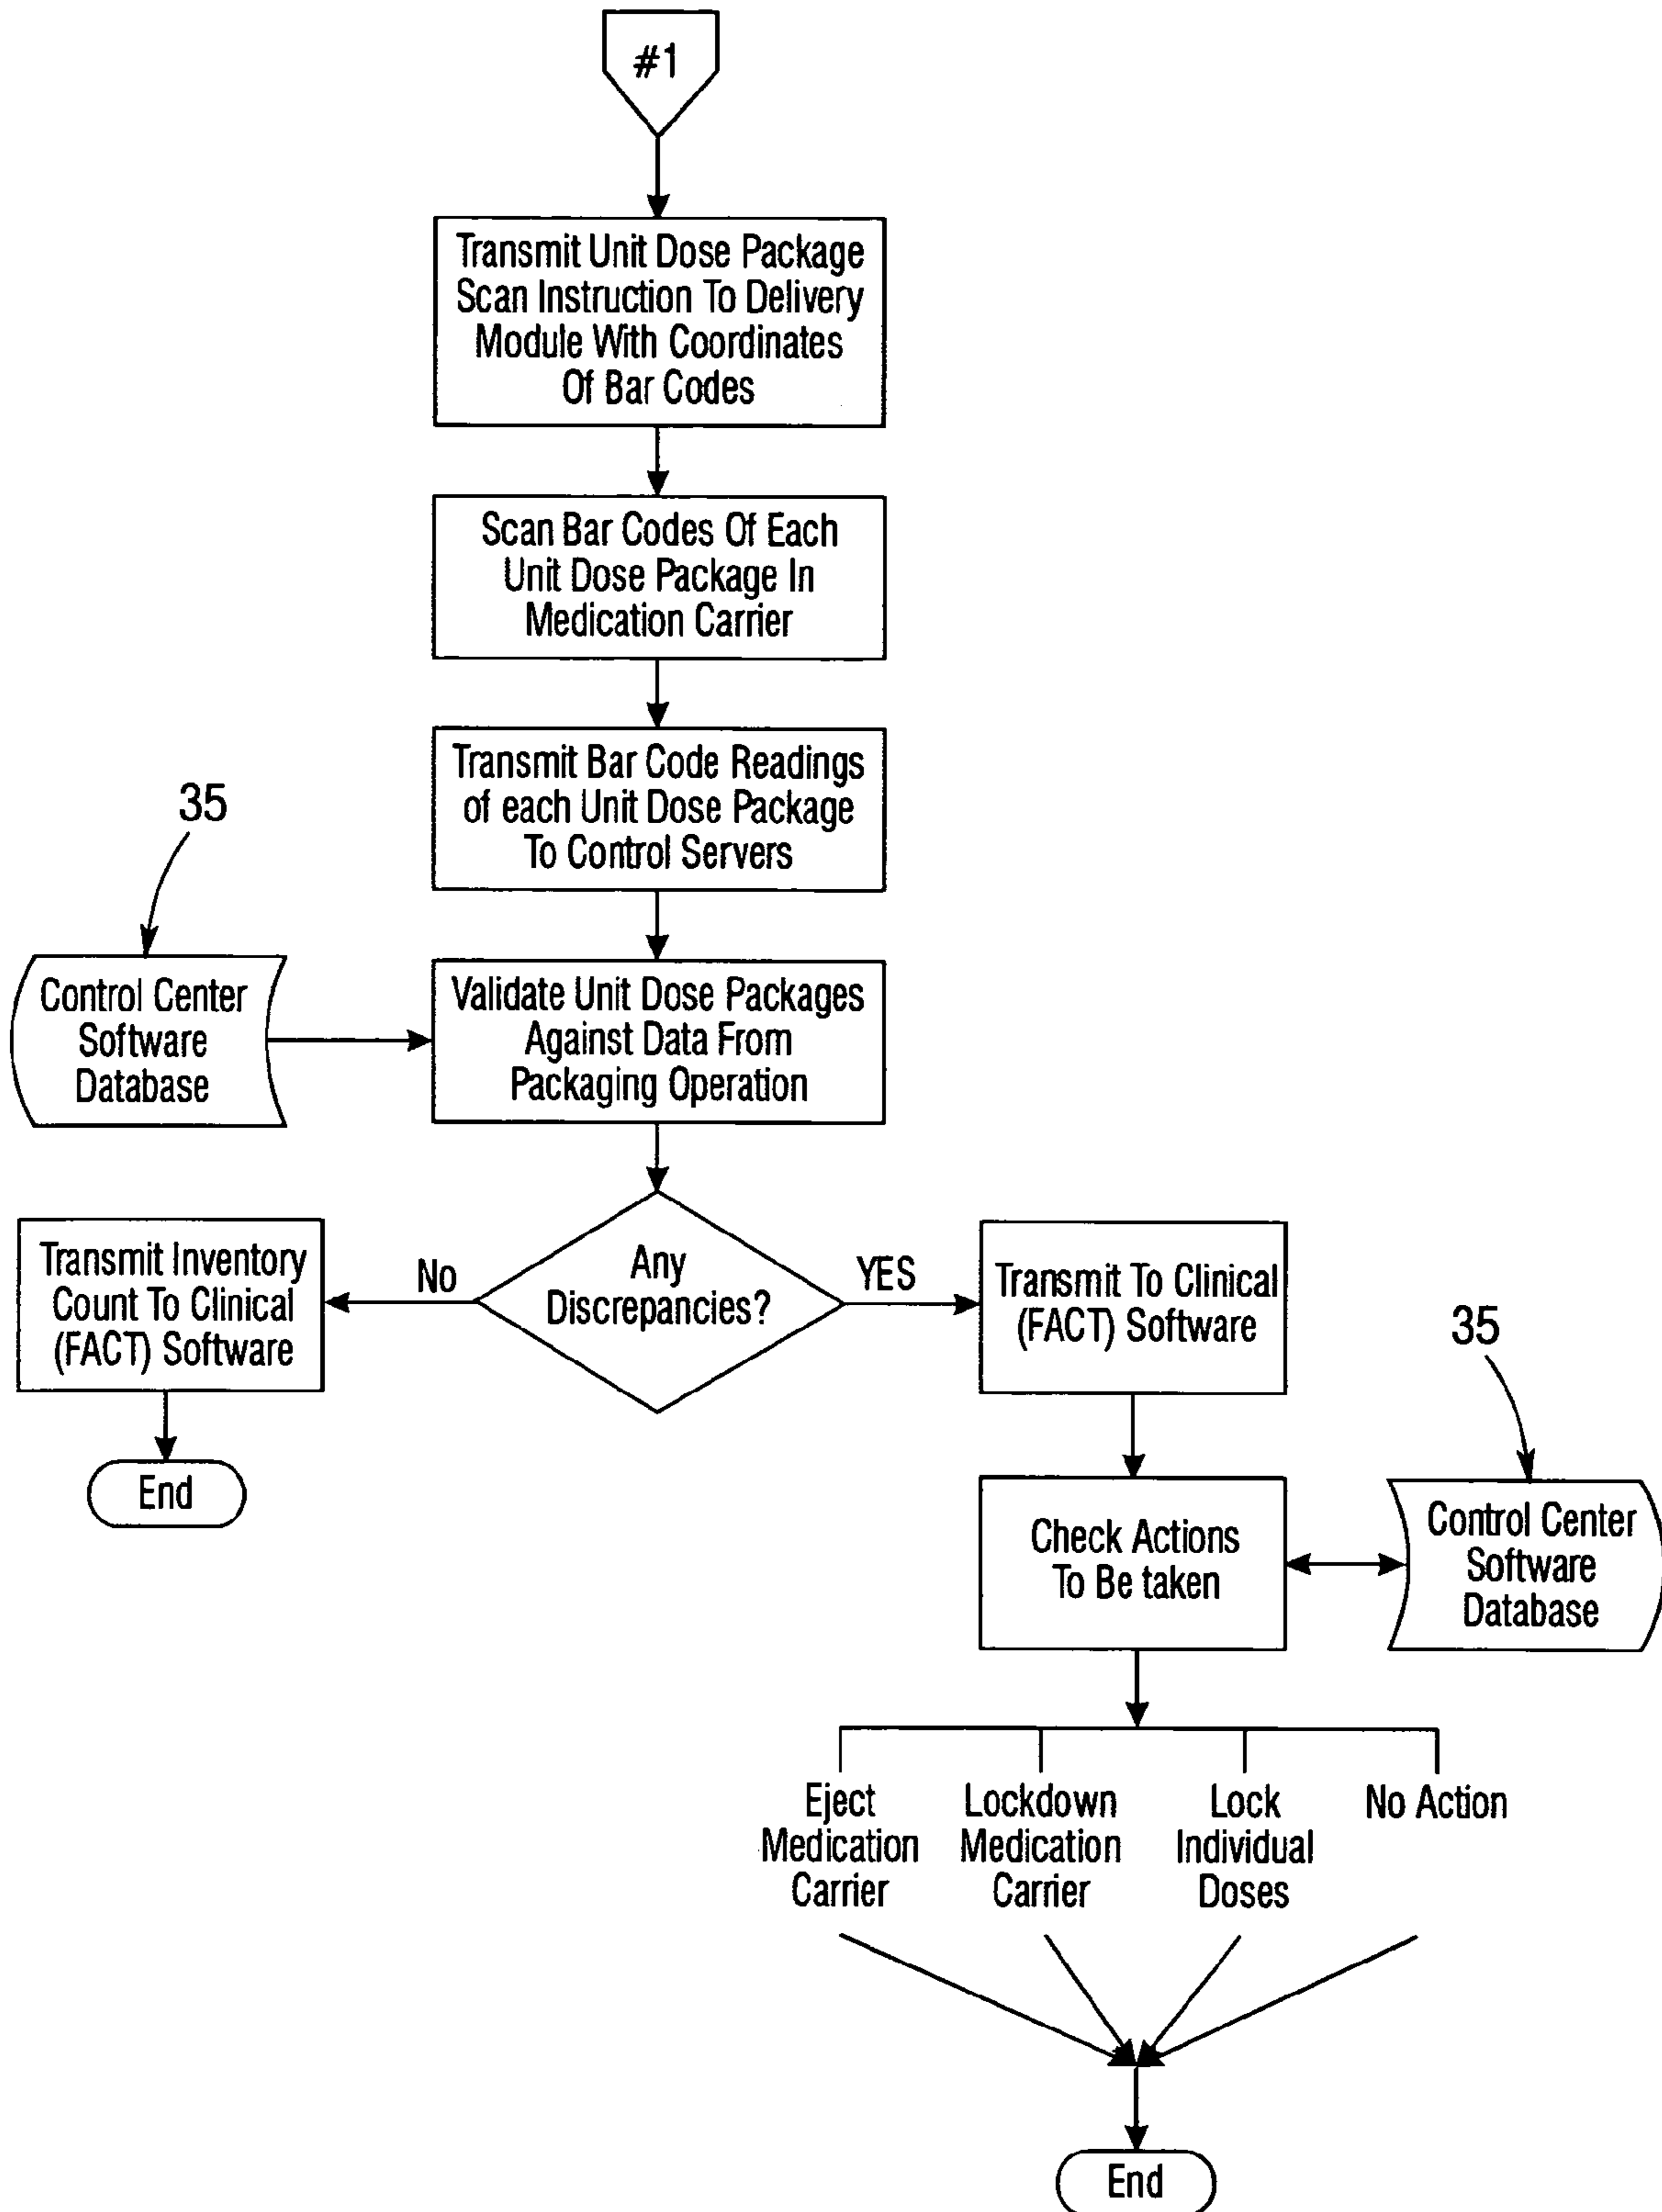 #1
Transmit Unit Dose Package
Scan Instruction To Delivery
Module With Coordinates
Of Bar Codes
Scan Bar Codes Of Each
Unit Dose Package In
Medication Carrier
Transmit Bar Code Readings
of each Unit Dose Package
To Control Servers
35
Control Center
Software
Database
Validate Unit Dose Packages
Against Data From
Packaging Operation
Any
Discrepancies?
No
Transmit Inventory
Count To Clinical
(FACT) Software
End
YES
Transmit To Clinical
(FACT) Software
35
Check Actions
To Be taken
Control Center
Software
Database
Eject
Medication
Carrier
Lockdown
Medication
Carrier
Lock
Individual
Doses
No Action
End